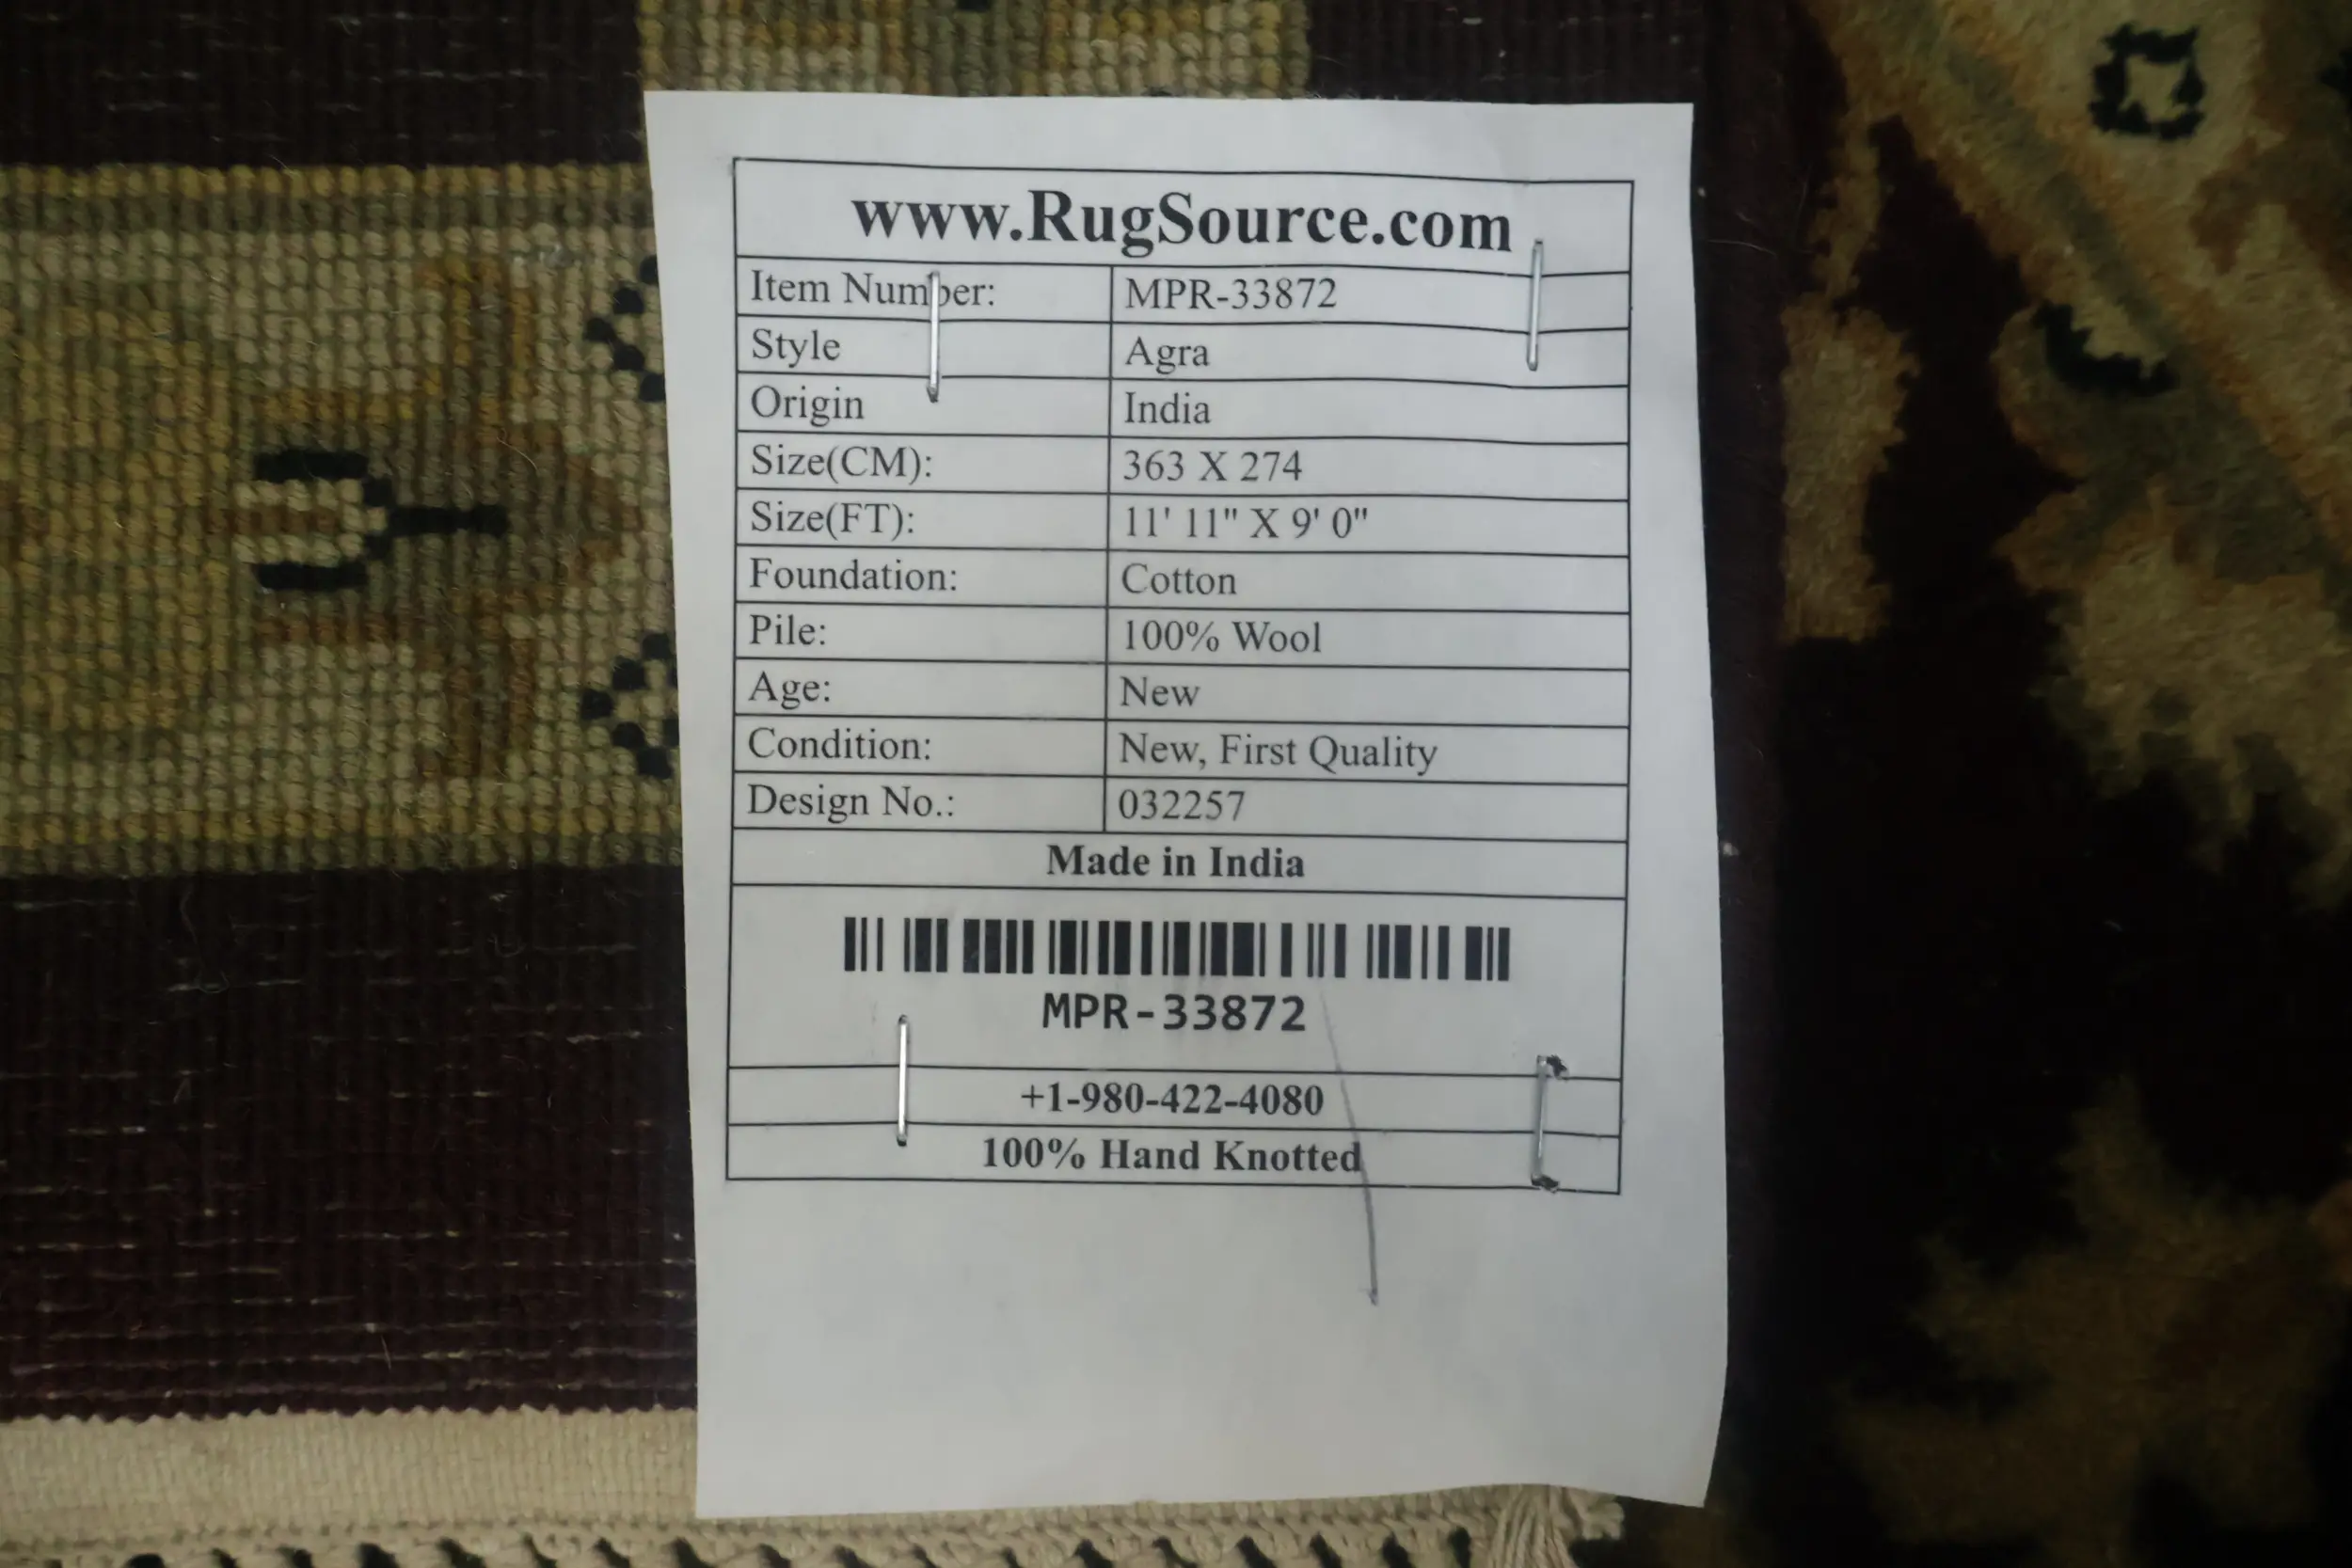 www.RugSource.com
Item Number: MPR-33872
Style Agra
Origin India
Size(CM): 363 X 274
Size(FT): 11' 11" X 9' 0"
Foundation: Cotton
Pile: 100% Wool
Age: New
Condition: New, First Quality
Design No.: 032257
Made in India
MPR-33872
+1-980-422-4080
100% Hand Knotted